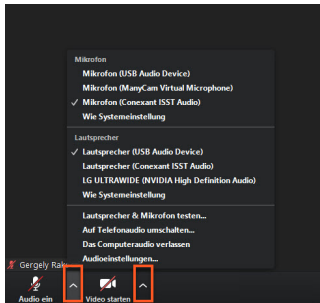 Mikrofon
Mikrofon (USB Audio Device)
Mikrofon (ManyCam Virtual Microphone)
✓ Mikrofon (Conexant ISST Audio)
Wie Systemeinstellung
Lautsprecher
✓ Lautsprecher (USB Audio Device)
Lautsprecher (Conexant ISST Audio)
LG ULTRAWIDE (NVIDIA High Definition Audio)
Wie Systemeinstellung
Lautsprecher & Mikrofon testen...
Auf Telefonaudio umschalten...
Das Computeraudio verlassen
Audioeinstellungen...
Gergely
Audio ein
Video starten